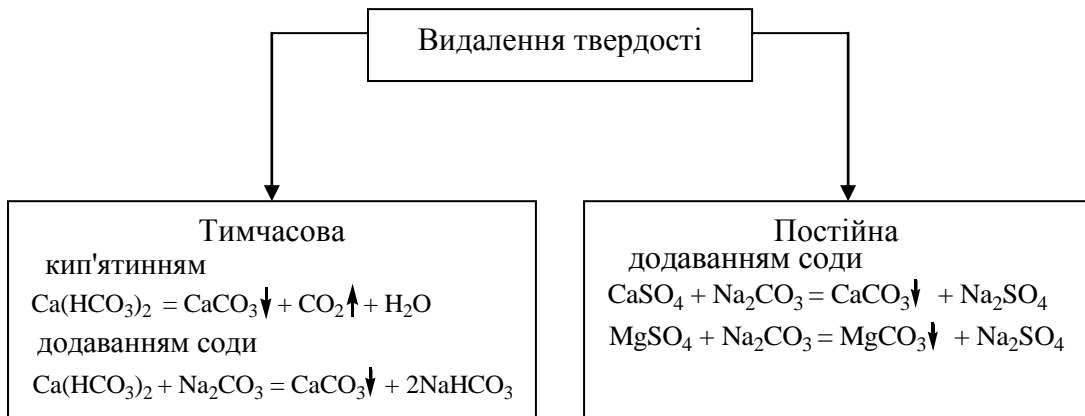 Видалення твердості
Тимчасова
кип'ятинням
Ca(HCO₃)₂ = CaCO₃↓ + CO₂↑ + H₂O
додаванням соди
Ca(HCO₃)₂ + Na₂CO₃ = CaCO₃↓ + 2NaHCO₃
Постійна
додаванням соди
CaSO₄ + Na₂CO₃ = CaCO₃↓ + Na₂SO₄
MgSO₄ + Na₂CO₃ = MgCO₃↓ + Na₂SO₄